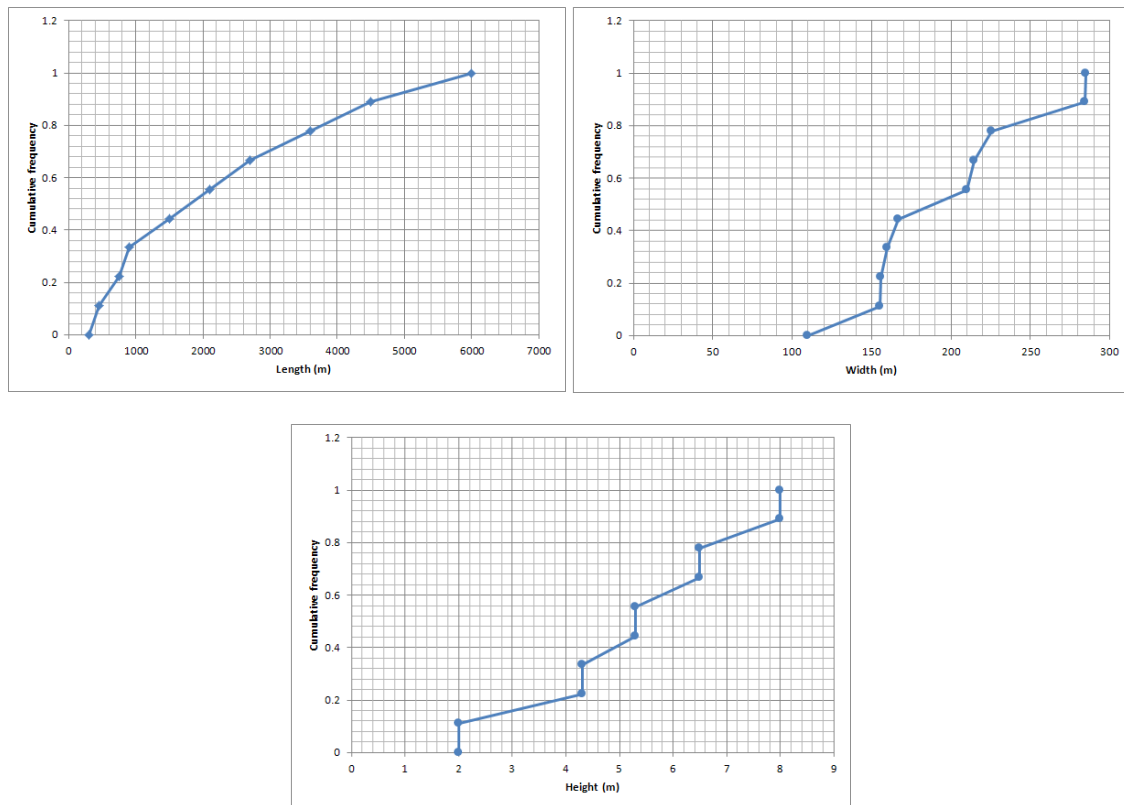 1.2
1
0.8
0.6
0.4
0.2
0
Cumulative frequency
0 1000 2000 3000 4000 5000 6000 7000
Length (m)
1.2
1
0.8
0.6
0.4
0.2
0
Cumulative frequency
0 50 100 150 200 250 300
Width (m)
1.2
1
0.8
0.6
0.4
0.2
0
Cumulative frequency
0 1 2 3 4 5 6 7 8 9
Height (m)